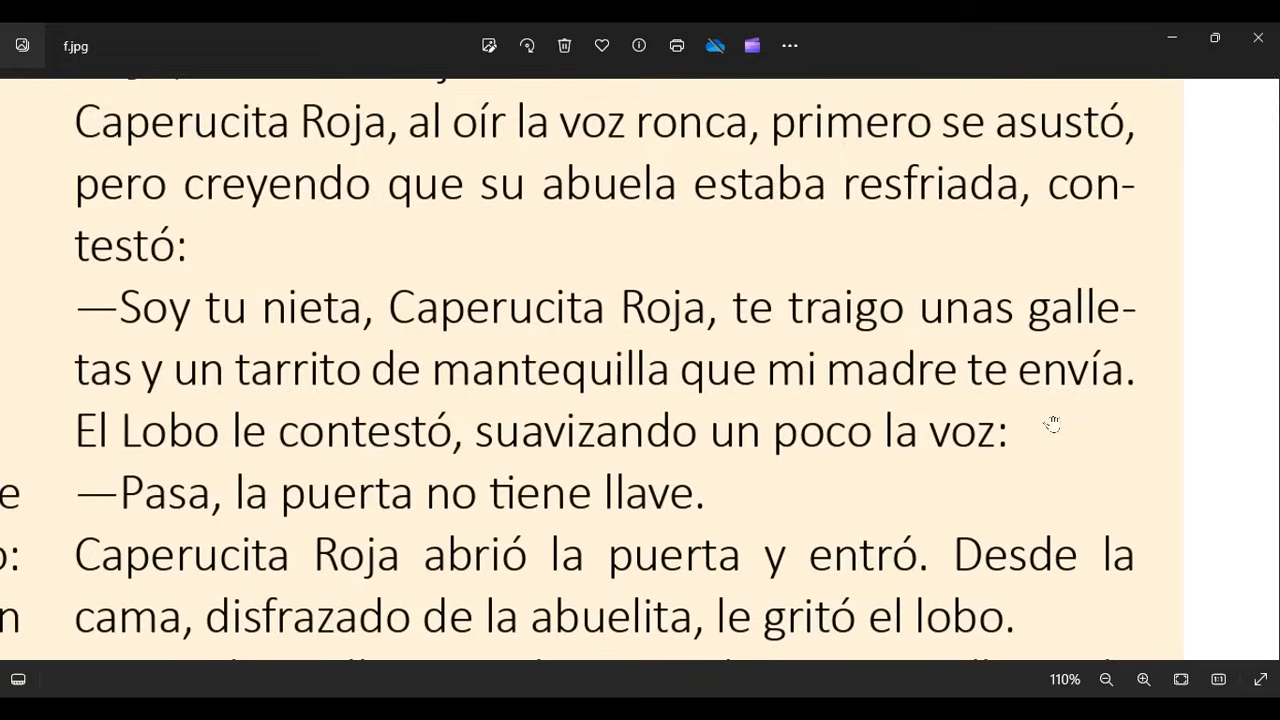 f.jpg
Caperucita Roja, al oír la voz ronca, primero se asustó,
pero creyendo que su abuela estaba resfriada, con-
testó:
—Soy tu nieta, Caperucita Roja, te traigo unas galle-
tas y un tarrito de mantequilla que mi madre te envía.
El Lobo le contestó, suavizando un poco la voz:
e —Pasa, la puerta no tiene llave.
o: Caperucita Roja abrió la puerta y entró. Desde la
n cama, disfrazado de la abuelita, le gritó el lobo.
110%